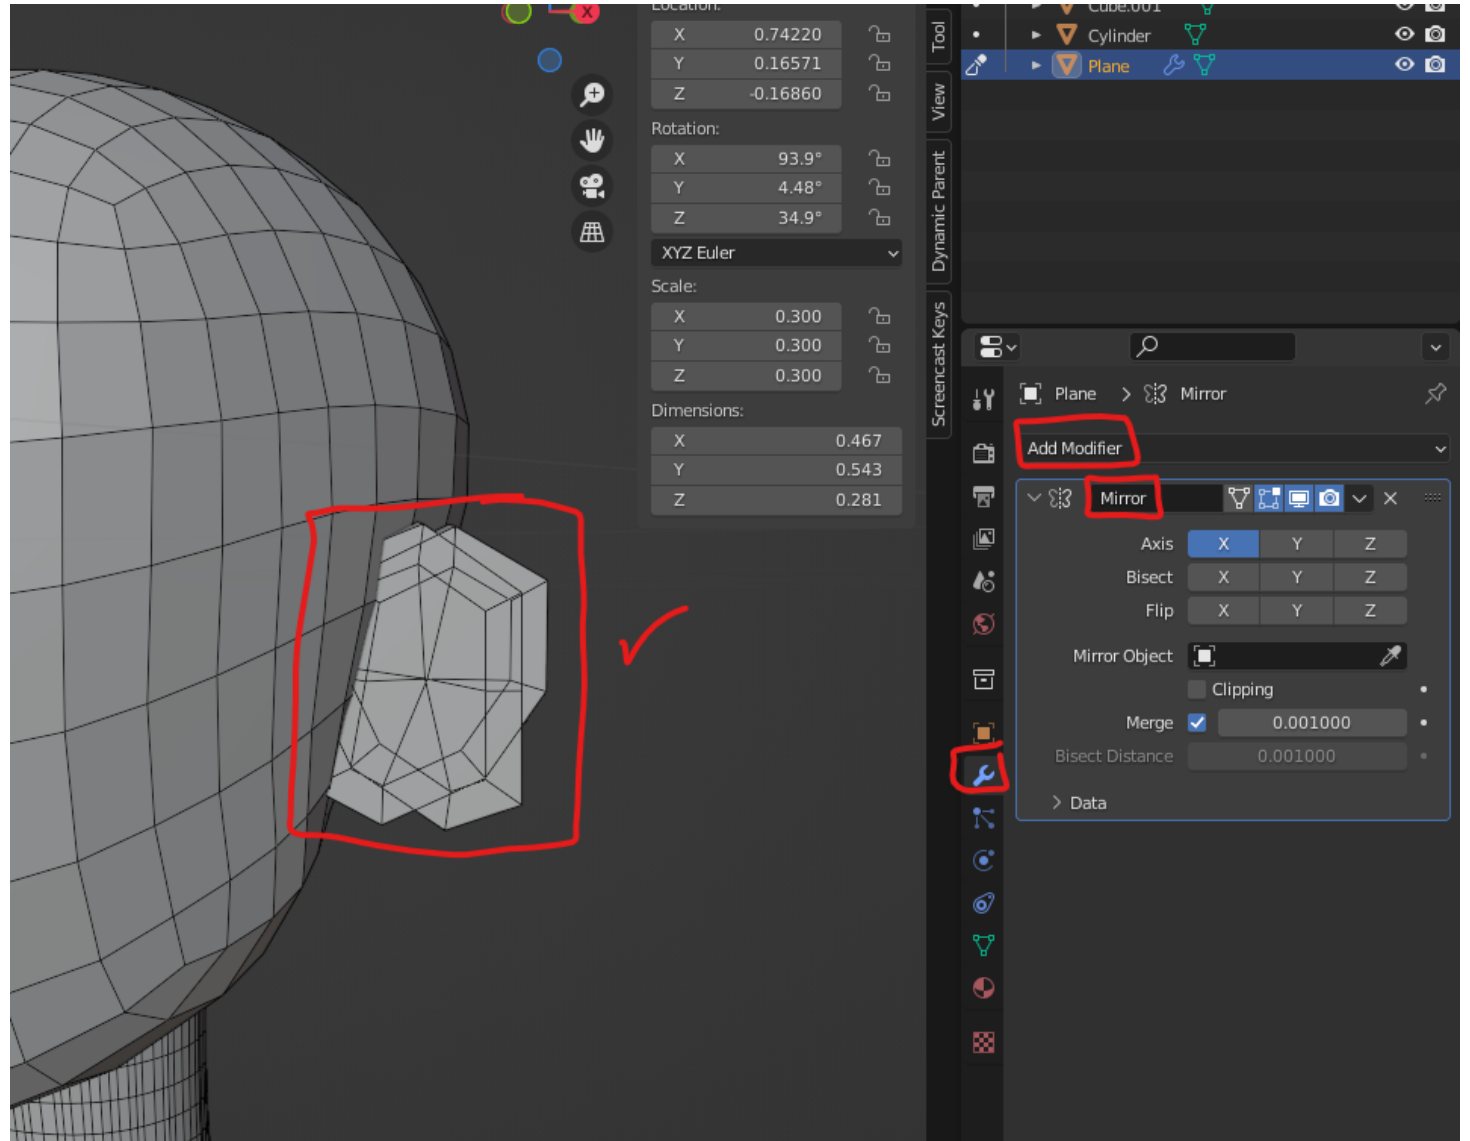 Location:
X 0.74220
Y 0.16571
Z -0.16860
Rotation:
X 93.9°
Y 4.48°
Z 34.9°
XYZ Euler
Scale:
X 0.300
Y 0.300
Z 0.300
Dimensions:
X 0.467
Y 0.543
Z 0.281
X
Tool
View
Dynamic Parent
Screencast Keys
Cube.001
Cylinder
Plane
Plane > Mirror
Add Modifier
Mirror
Axis X Y Z
Bisect X Y Z
Flip X Y Z
Mirror Object
Clipping
Merge 0.001000
Bisect Distance 0.001000
Data